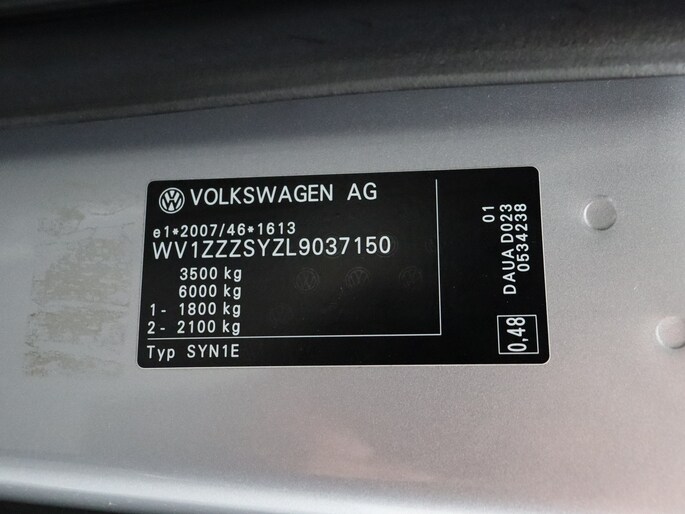 VOLKSWAGEN AG
e1*2007/46*1613
WV1ZZZSYZL9037150
3500 kg
6000 kg
1 - 1800 kg
2 - 2100 kg
Typ SYN1E
01
DAUA D023
0534238
0,48